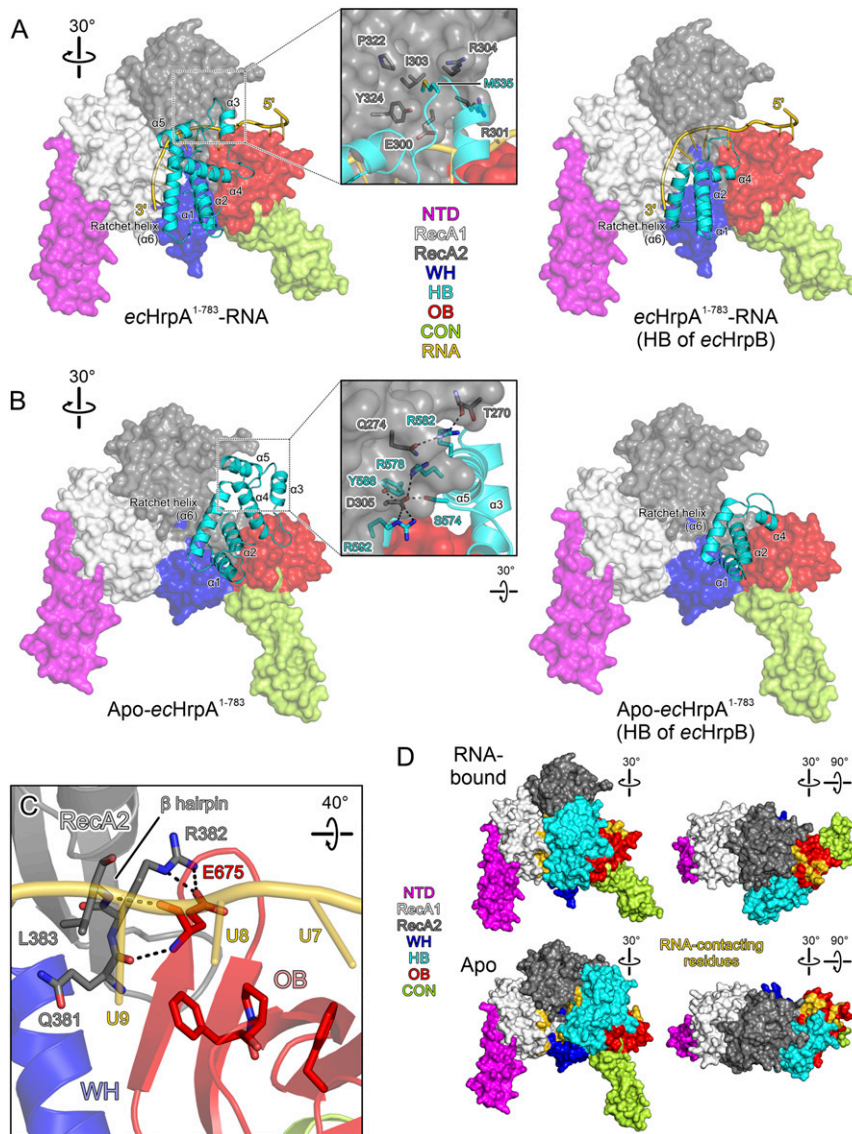 A
30°
α3
α5
5'
α4
α2
α1
3'
Ratchet helix
(α6)
ecHrpA1-783-RNA
P322
I303
R304
M535
Y324
R301
E300
NTD
RecA1
RecA2
WH
HB
OB
CON
RNA
5'
α2
α4
3'
Ratchet helix
(α6)
α1
ecHrpA1-783-RNA
(HB of ecHrpB)
B
30°
α5
α4
α3
Ratchet helix
(α6)
α2
α1
Apo-ecHrpA1-783
Q274
R582
T270
R578
Y588
D305
α5
α3
S574
R592
30°
Ratchet helix
(α6)
α4
α2
α1
Apo-ecHrpA1-783
(HB of ecHrpB)
C
β hairpin
40°
RecA2
R382
E675
L383
U8
U7
Q381
U9
OB
WH
D
RNA-
bound
30°
30° 90°
NTD
RecA1
RecA2
WH
HB
OB
CON
Apo
30°
RNA-contacting
residues
30° 90°